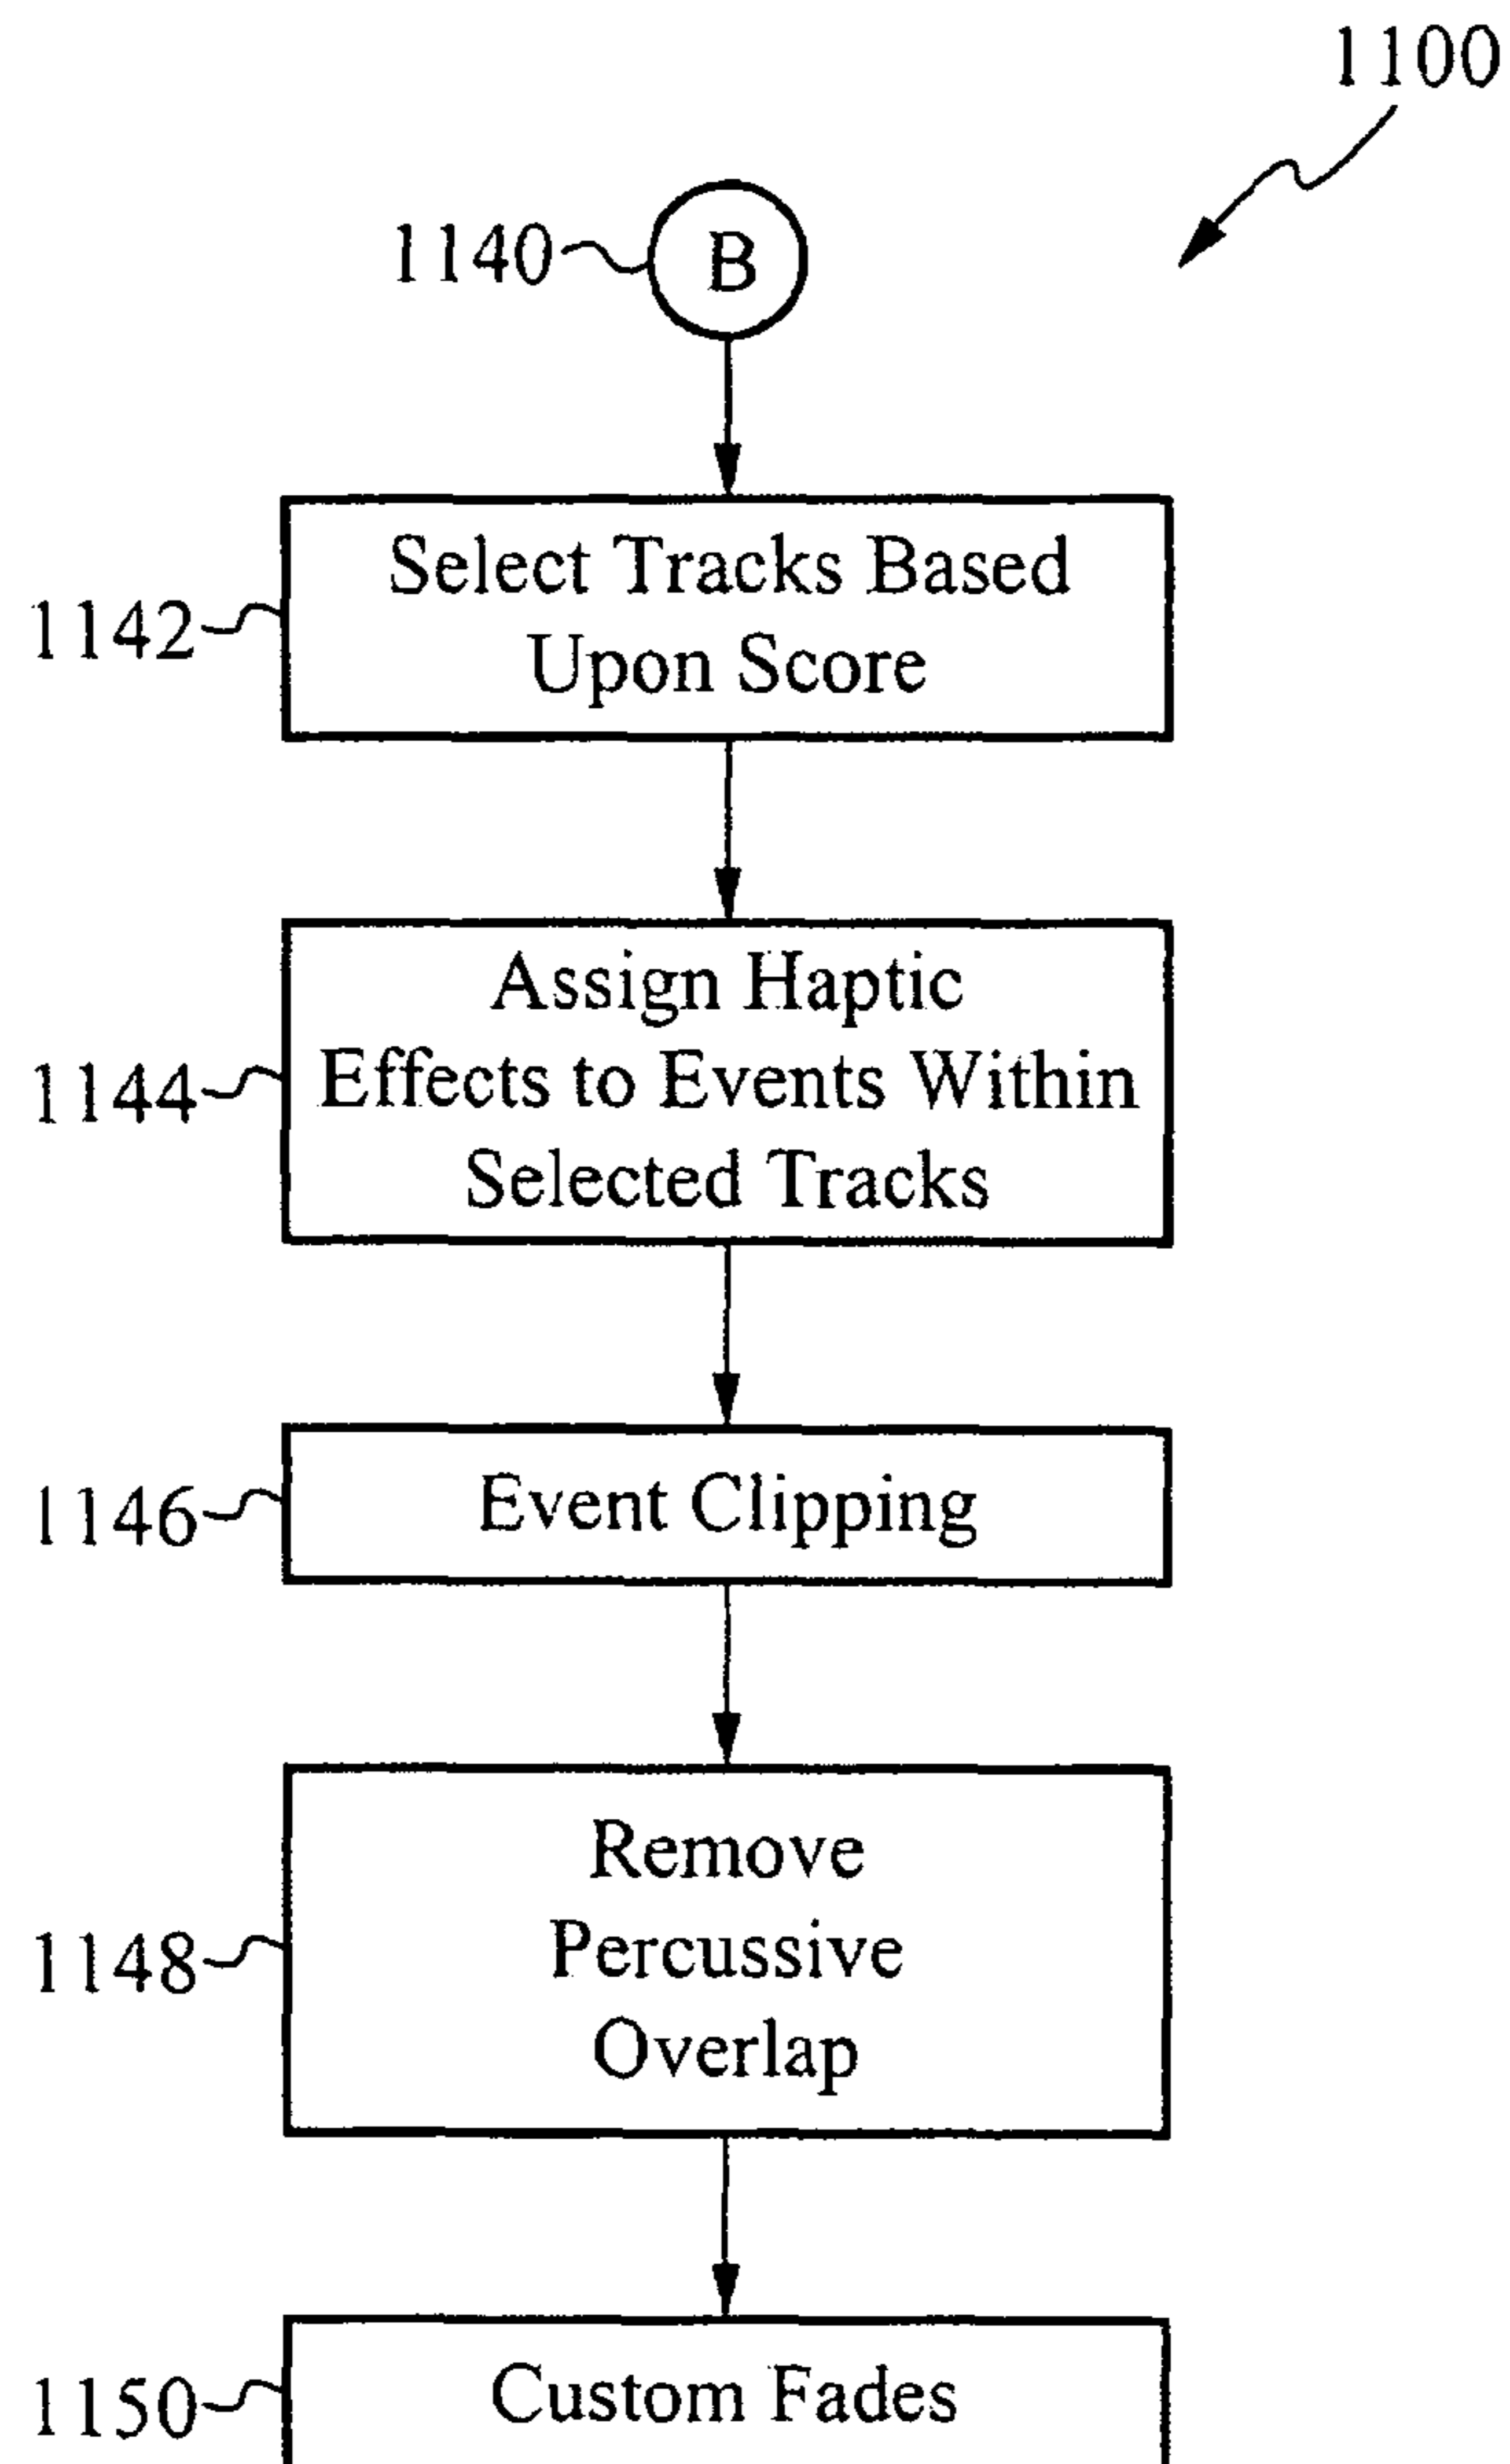 1100
1140
B
1142
Select Tracks Based
Upon Score
1144
Assign Haptic
Effects to Events Within
Selected Tracks
1146
Event Clipping
1148
Remove
Percussive
Overlap
1150
Custom Fades